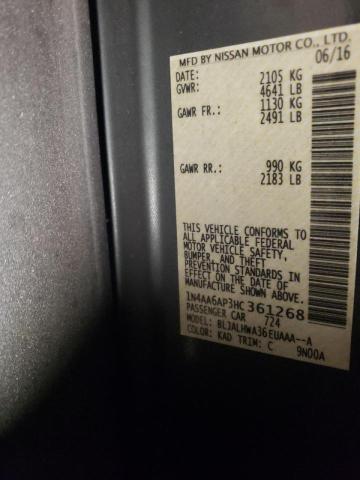 MFD BY NISSAN MOTOR CO., LTD.
06/16
DATE: 2105 KG
GVWR: 4641 LB
GAWR FR.: 1130 KG
2491 LB
GAWR RR.: 990 KG
2183 LB
THIS VEHICLE CONFORMS TO
ALL APPLICABLE FEDERAL
MOTOR VEHICLE SAFETY,
BUMPER, AND THEFT
PREVENTION STANDARDS IN
EFFECT ON THE DATE OF
MANUFACTURE SHOWN ABOVE.
1N4AA6AP3HC361268
PASSENGER CAR 724
MODEL: BLJALHWA36EUAAA--A
COLOR: KAD TRIM: C 9N00A